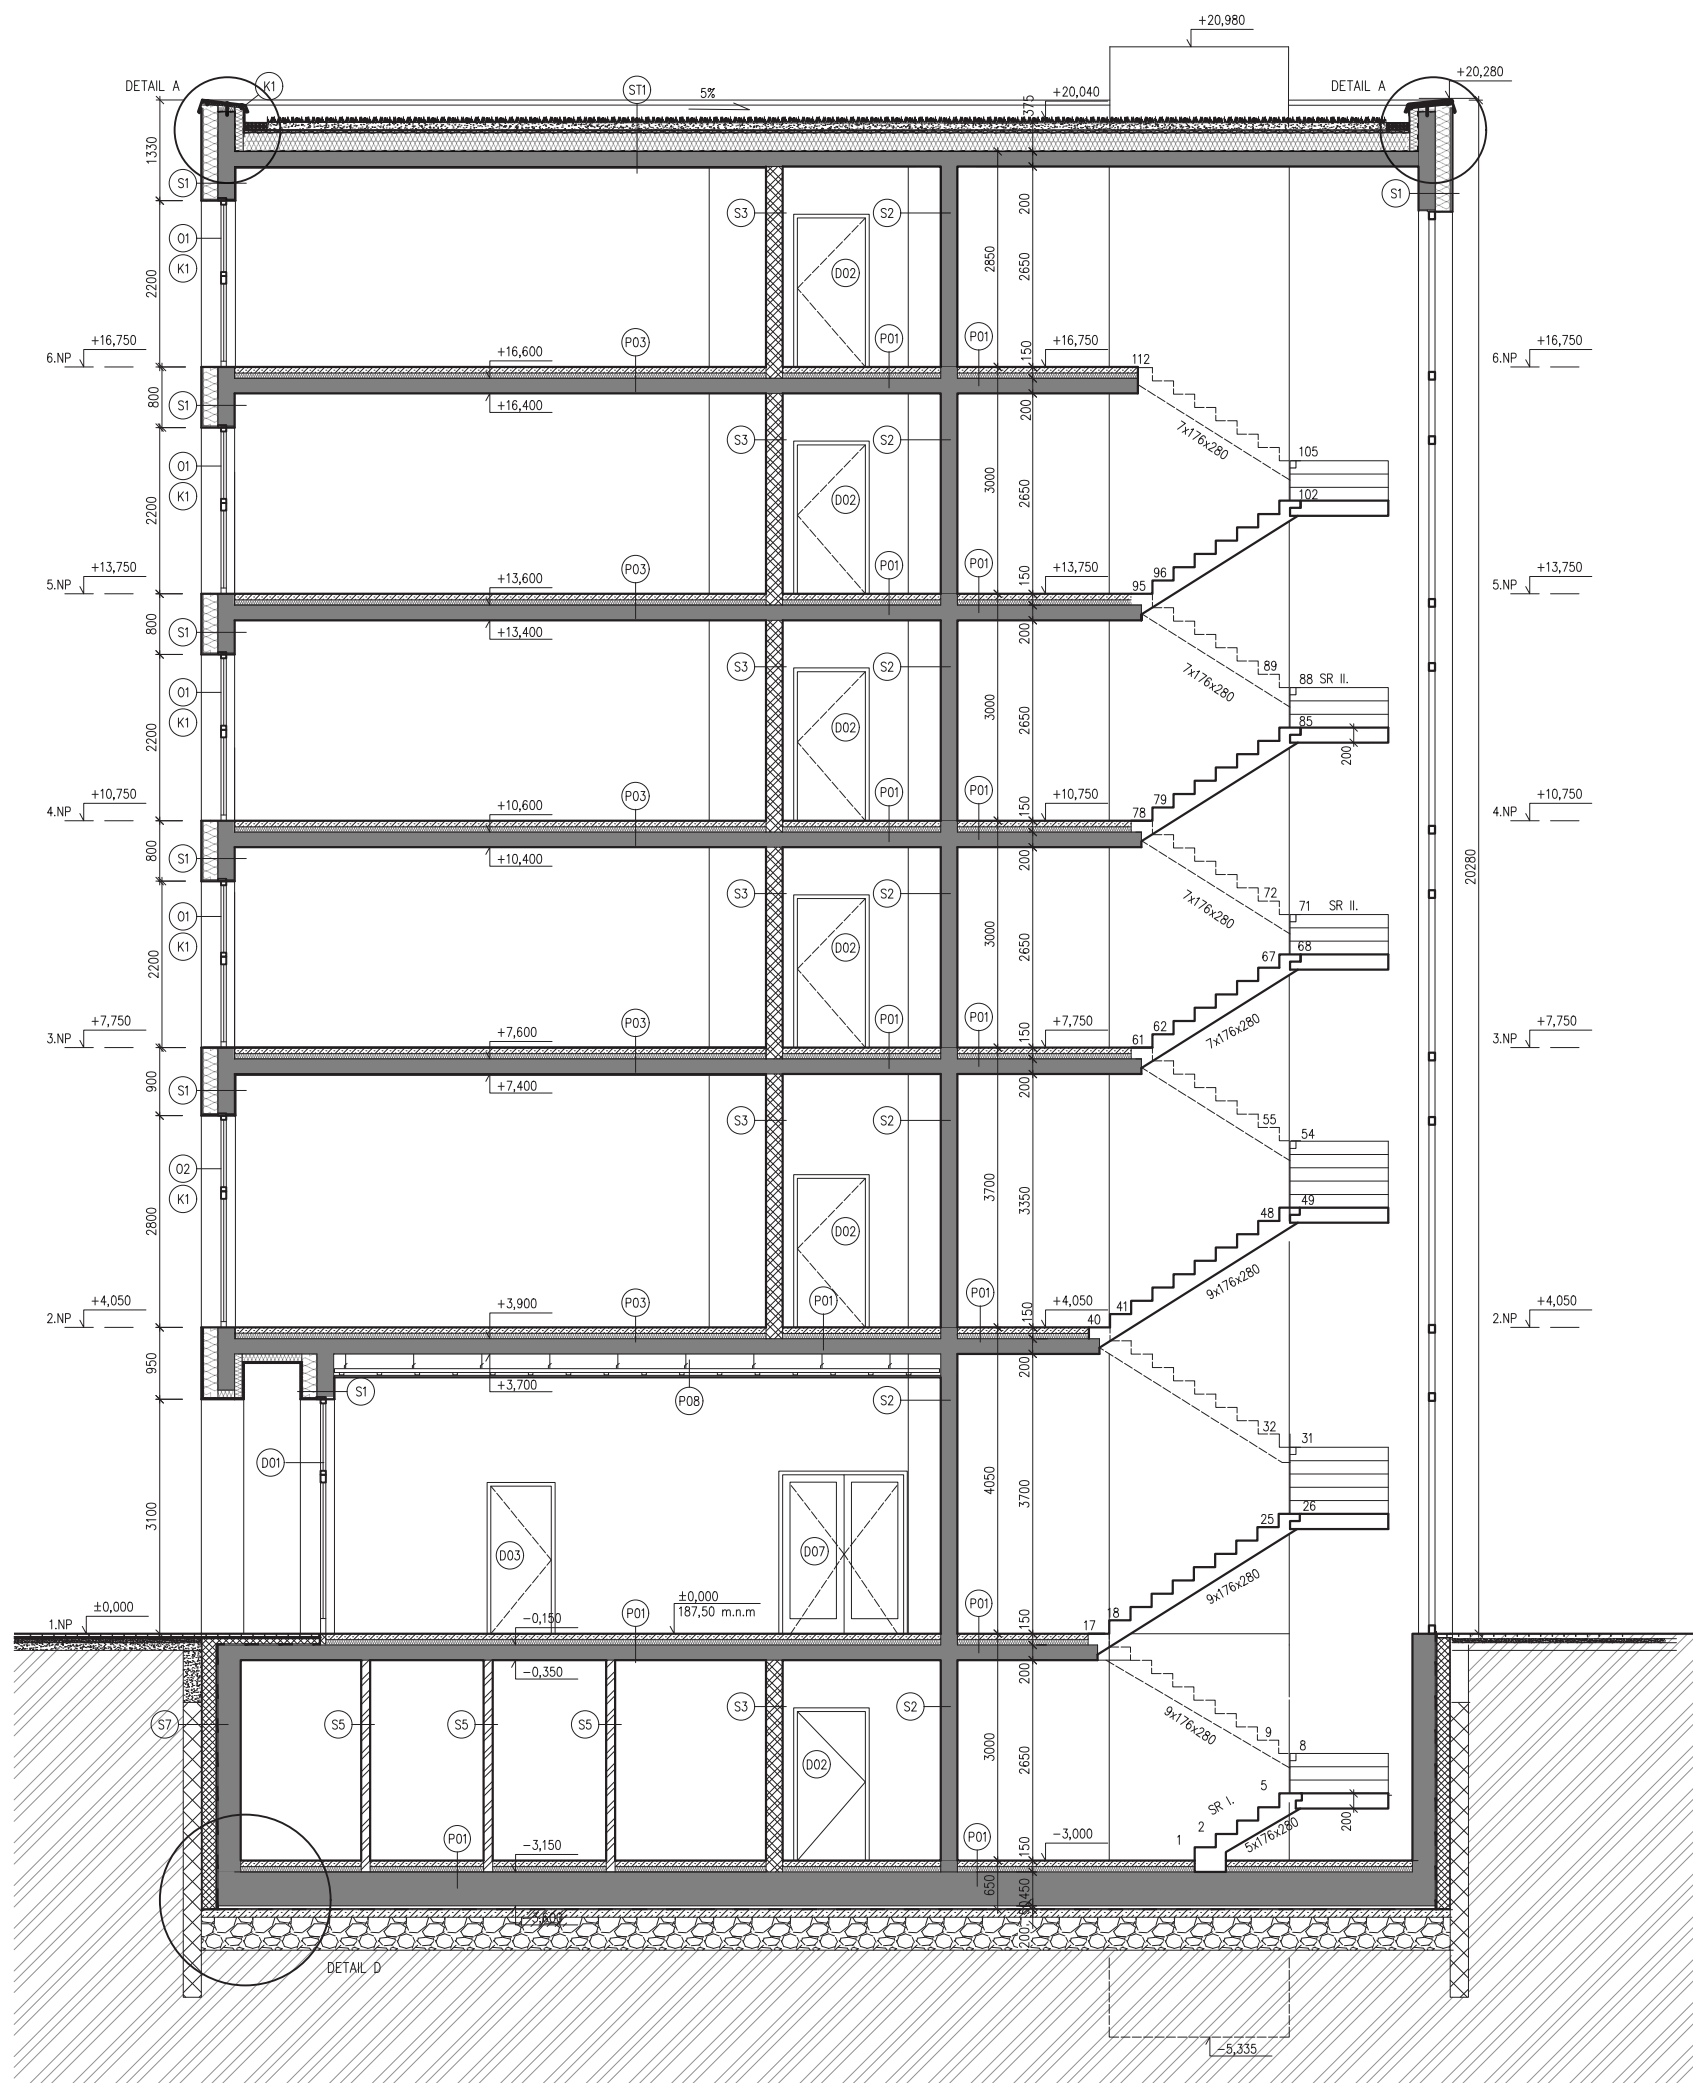 +20,980
DETAIL A
K1
ST1
5%
+20,040
375
DETAIL A
+20,280
1330
S1
S1
S3
S2
200
O1
K1
D02
2850
2650
2200
+16,750
6.NP
+16,600
P03
P01
P01
150
+16,750
112
+16,750
6.NP
800
S1
+16,400
200
S3
S2
7x176x280
105
O1
K1
D02
3000
2650
102
2200
+13,750
5.NP
+13,600
P03
P01
P01
150
+13,750
95
96
+13,750
5.NP
800
S1
+13,400
200
S3
S2
89
7x176x280
88 SR II.
O1
K1
D02
3000
2650
85
200
2200
+10,750
4.NP
+10,600
P03
P01
P01
150
+10,750
78
79
+10,750
4.NP
800
S1
+10,400
200
20280
S3
S2
72
7x176x280
71 SR II.
O1
K1
D02
3000
2650
67
68
2200
+7,750
3.NP
+7,600
P03
P01
P01
150
+7,750
61
62
7x176x280
+7,750
3.NP
900
S1
+7,400
200
S3
S2
55
54
O2
K1
D02
3700
3350
48
49
2800
9x176x280
+4,050
2.NP
+3,900
P03
P01
P01
150
+4,050
40
41
+4,050
2.NP
950
S1
+3,700
P08
S2
200
32
31
D01
4050
3700
3100
25
26
D03
D07
9x176x280
±0,000
1.NP
-0,150
P01
±0,000
187,50 m.n.m
P01
150
17
18
-0,350
200
S7
S5
S5
S5
S3
S2
9x176x280
9
8
D02
3000
2650
5
SR I.
2
1
5x176x280
200
P01
-3,150
P01
150
-3,000
650
450
-3,600
200
DETAIL D
-5,335